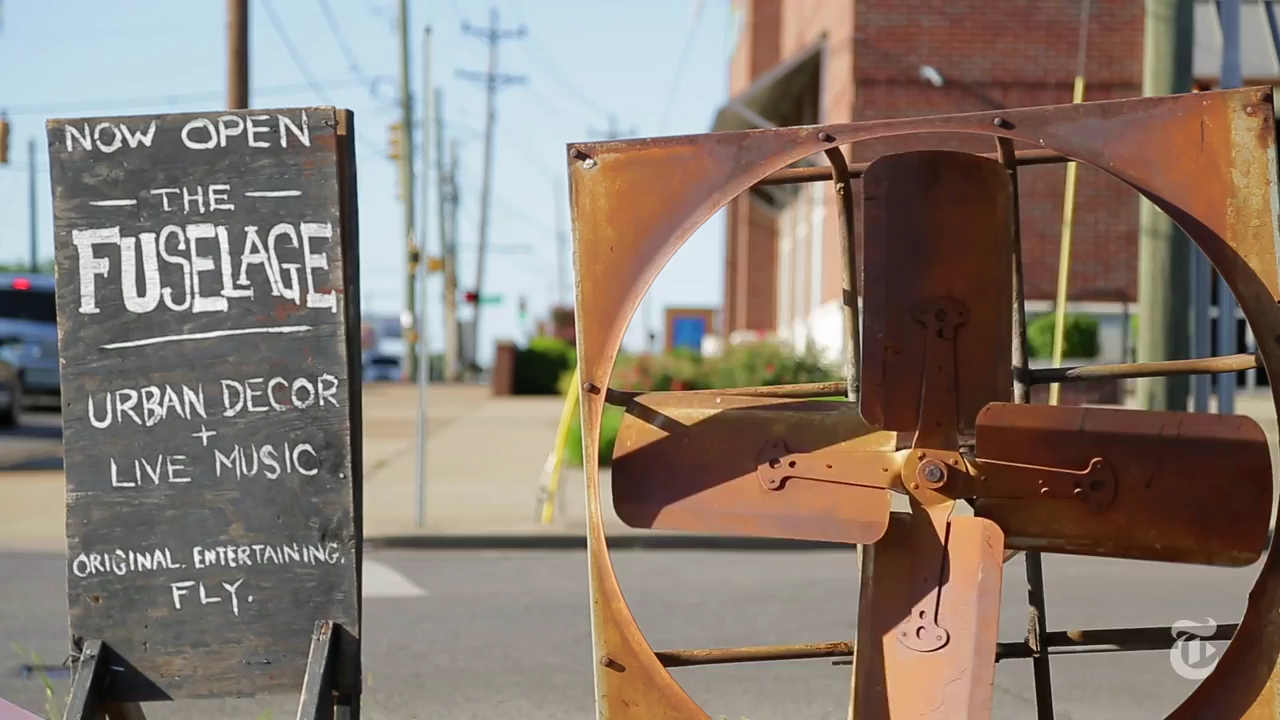 NOW OPEN
THE
FUSELAGE
URBAN DECOR
+
LIVE MUSIC
ORIGINAL. ENTERTAINING.
FLY.
T